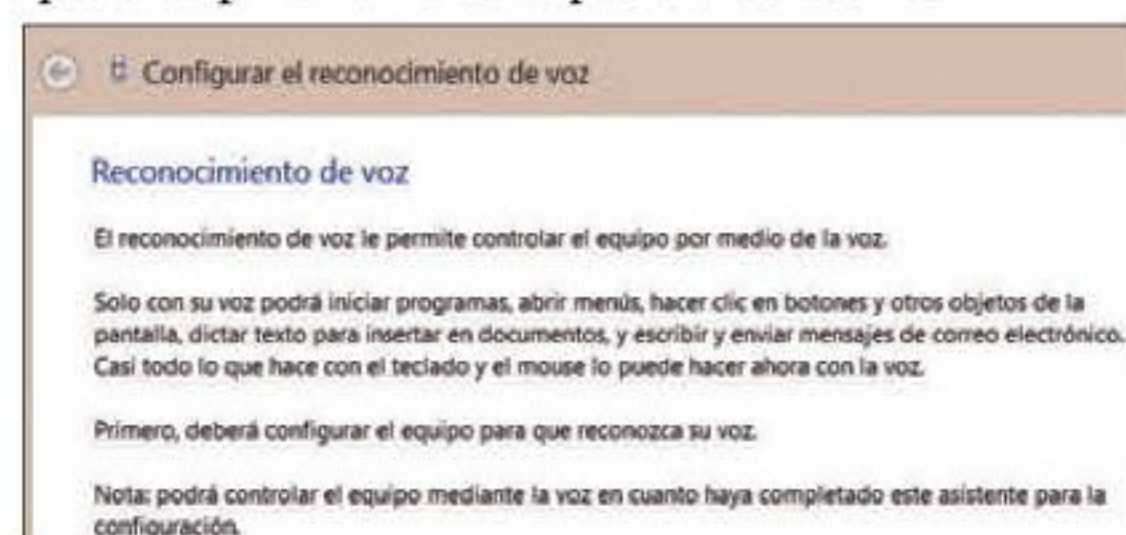 Configurar el reconocimiento de voz
Reconocimiento de voz
El reconocimiento de voz le permite controlar el equipo por medio de la voz.
Solo con su voz podrá iniciar programas, abrir menús, hacer clic en botones y otros objetos de la
pantalla, dictar texto para insertar en documentos, y escribir y enviar mensajes de correo electrónico.
Casi todo lo que hace con el teclado y el mouse lo puede hacer ahora con la voz.
Primero, deberá configurar el equipo para que reconozca su voz.
Nota: podrá controlar el equipo mediante la voz en cuanto haya completado este asistente para la
configuración.